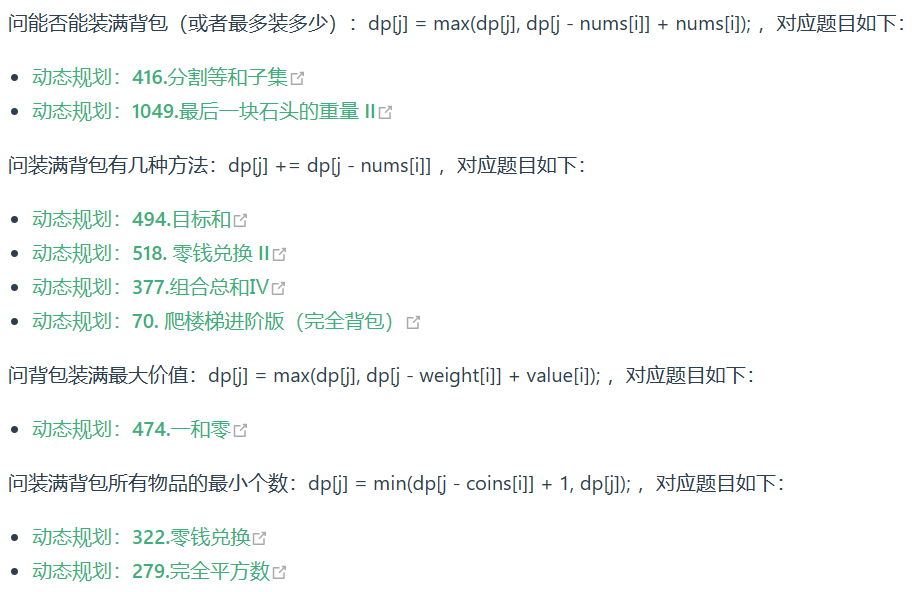 问能否能装满背包（或者最多装多少）：dp[j] = max(dp[j], dp[j - nums[i]] + nums[i]); ，对应题目如下：
• 动态规划：416.分割等和子集
• 动态规划：1049.最后一块石头的重量 II
问装满背包有几种方法：dp[j] += dp[j - nums[i]] ，对应题目如下：
• 动态规划：494.目标和
• 动态规划：518. 零钱兑换 II
• 动态规划：377.组合总和Ⅳ
• 动态规划：70. 爬楼梯进阶版（完全背包）
问背包装满最大价值：dp[j] = max(dp[j], dp[j - weight[i]] + value[i]); ，对应题目如下：
• 动态规划：474.一和零
问装满背包所有物品的最小个数：dp[j] = min(dp[j - coins[i]] + 1, dp[j]); ，对应题目如下：
• 动态规划：322.零钱兑换
• 动态规划：279.完全平方数